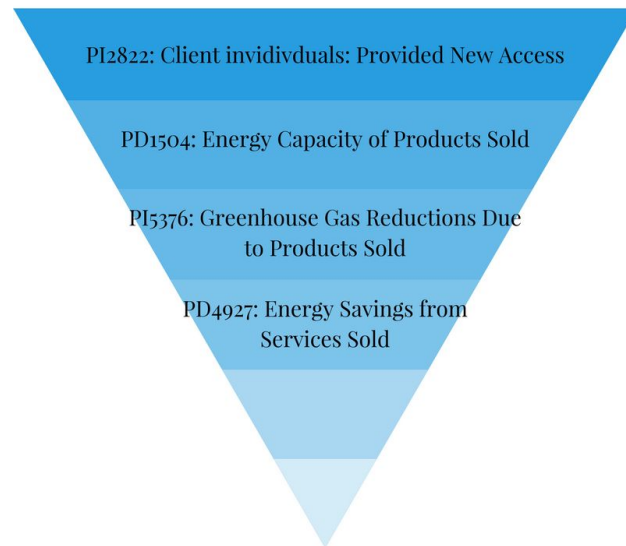 PI2822: Client invidivduals: Provided New Access
PD1504: Energy Capacity of Products Sold
PI5376: Greenhouse Gas Reductions Due
to Products Sold
PD4927: Energy Savings from
Services Sold